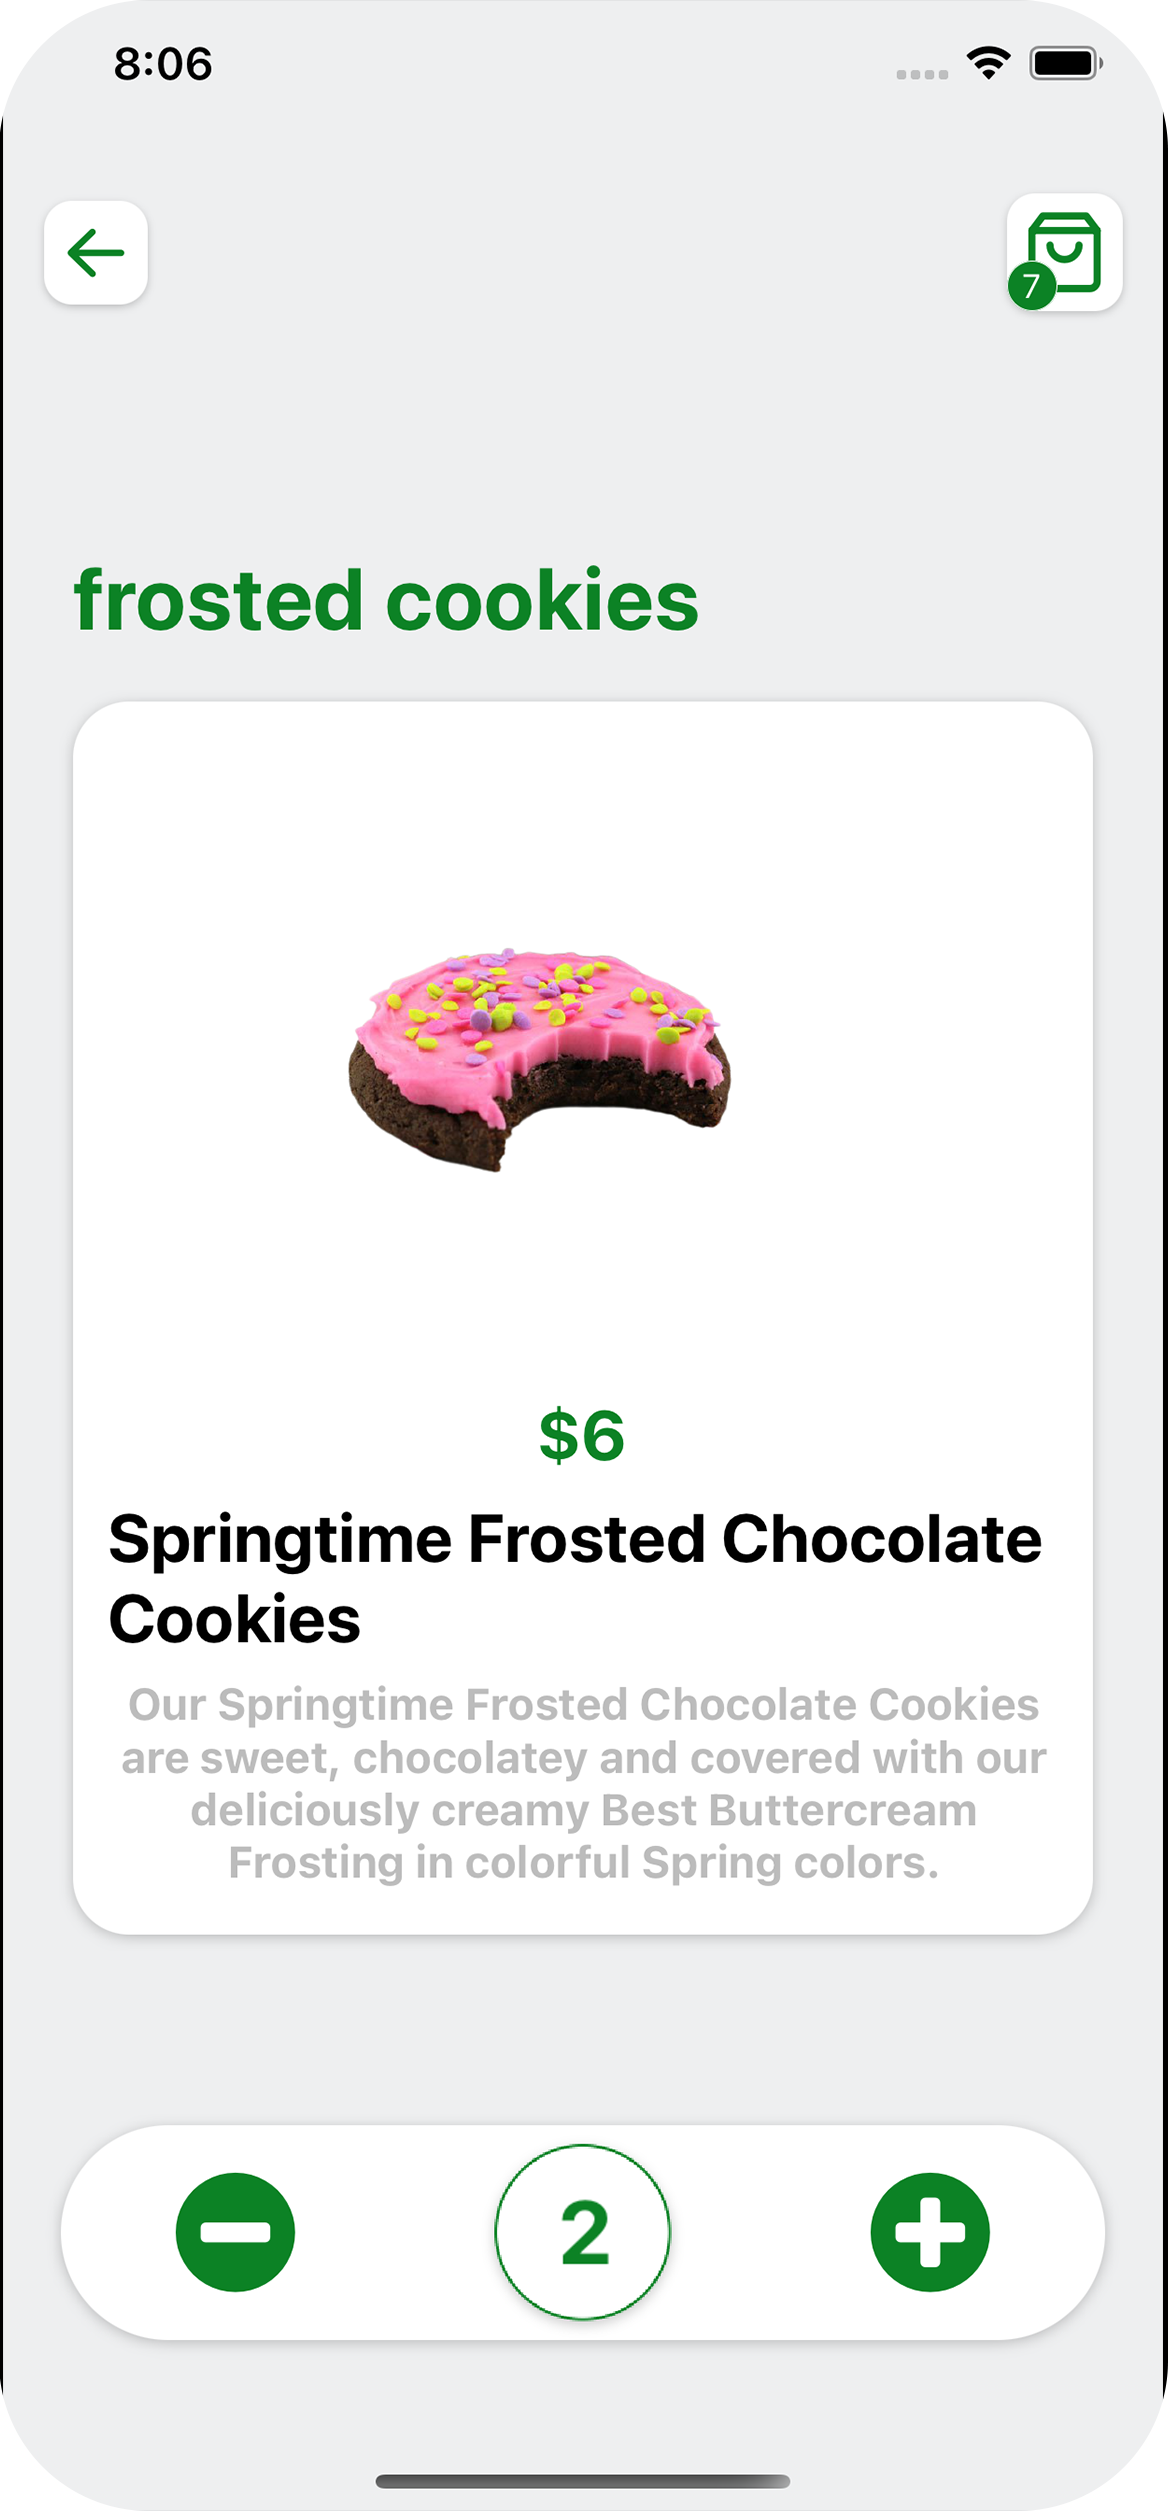 8:06
7
frosted cookies
$6
Springtime Frosted Chocolate
Cookies
Our Springtime Frosted Chocolate Cookies
are sweet, chocolatey and covered with our
deliciously creamy Best Buttercream
Frosting in colorful Spring colors.
2